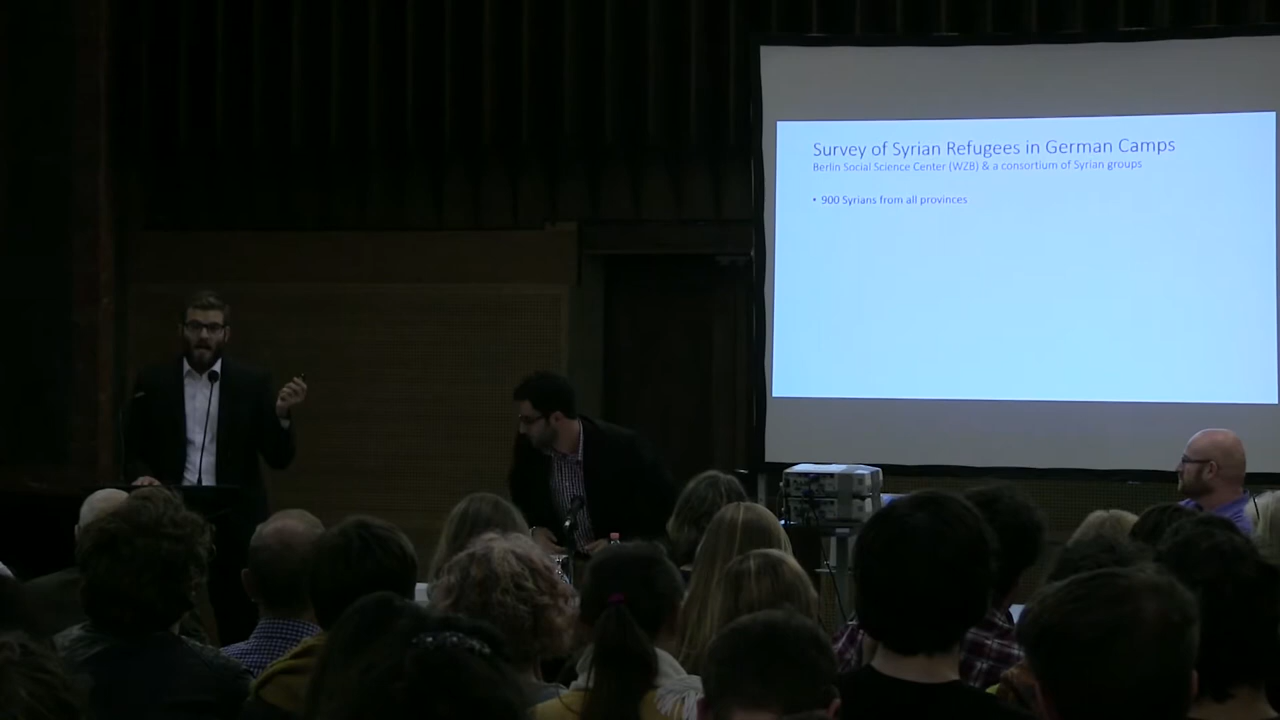 Survey of Syrian Refugees in German Camps
Berlin Social Science Center (WZB) & a consortium of Syrian groups
• 900 Syrians from all provinces